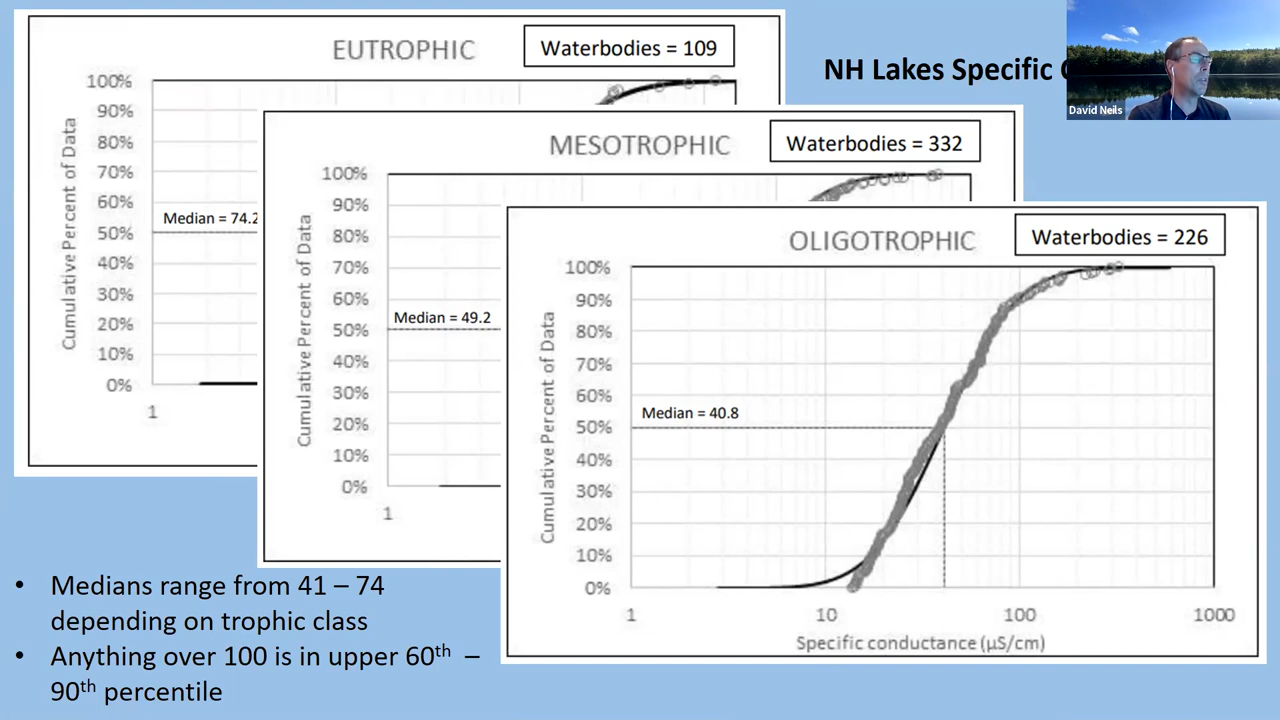 NH Lakes Specific
David Neils
EUTROPHIC
Waterbodies = 109
100%
90%
80%
70%
60%
50%
40%
30%
20%
10%
0%
Cumulative Percent of Data
Median = 74.2
1
MESOTROPHIC
Waterbodies = 332
100%
90%
80%
70%
60%
50%
40%
30%
20%
10%
0%
Cumulative Percent of Data
Median = 49.2
1
OLIGOTROPHIC
Waterbodies = 226
100%
90%
80%
70%
60%
50%
40%
30%
20%
10%
0%
Cumulative Percent of Data
Median = 40.8
1 10 100 1000
Specific conductance (µS/cm)
• Medians range from 41 – 74
depending on trophic class
• Anything over 100 is in upper 60th –
90th percentile